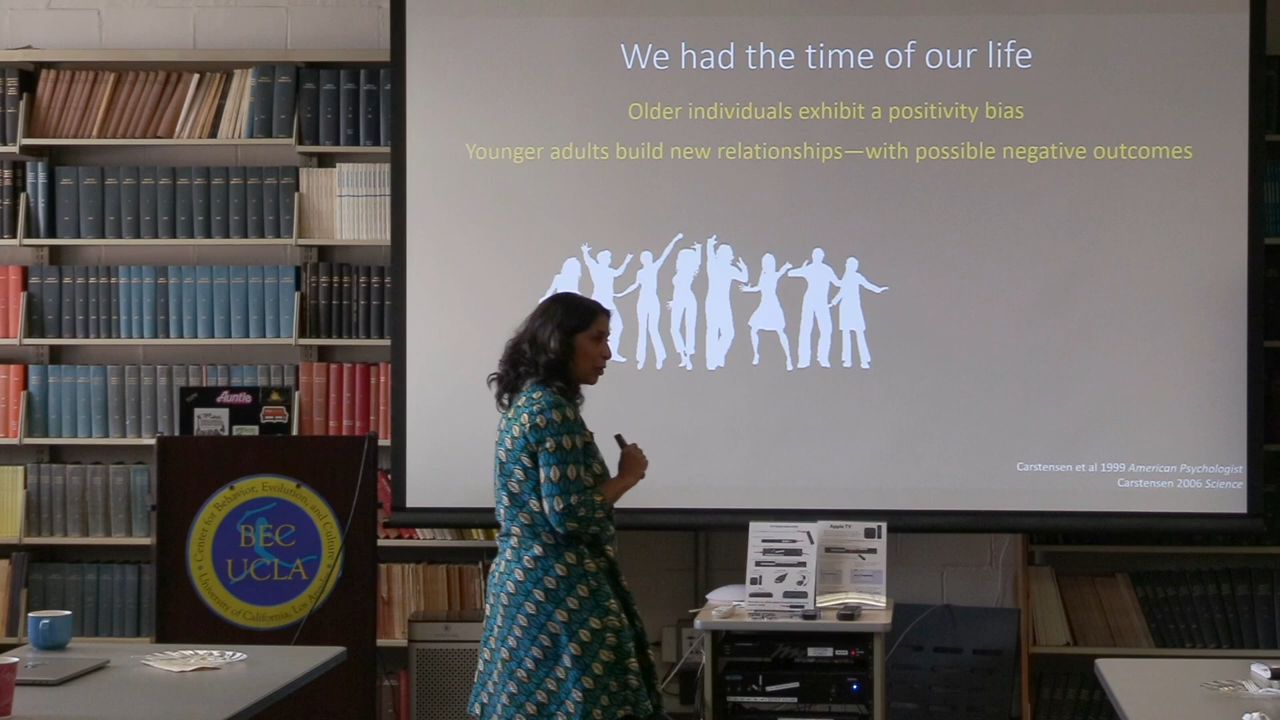 We had the time of our life
Older individuals exhibit a positivity bias
Younger adults build new relationships—with possible negative outcomes
Carstensen et al 1999 American Psychologist
Carstensen 2006 Science
Auntie
Center for Behavior, Evolution, and Culture
BEC
UCLA
University of California, Los Angeles
Apple TV